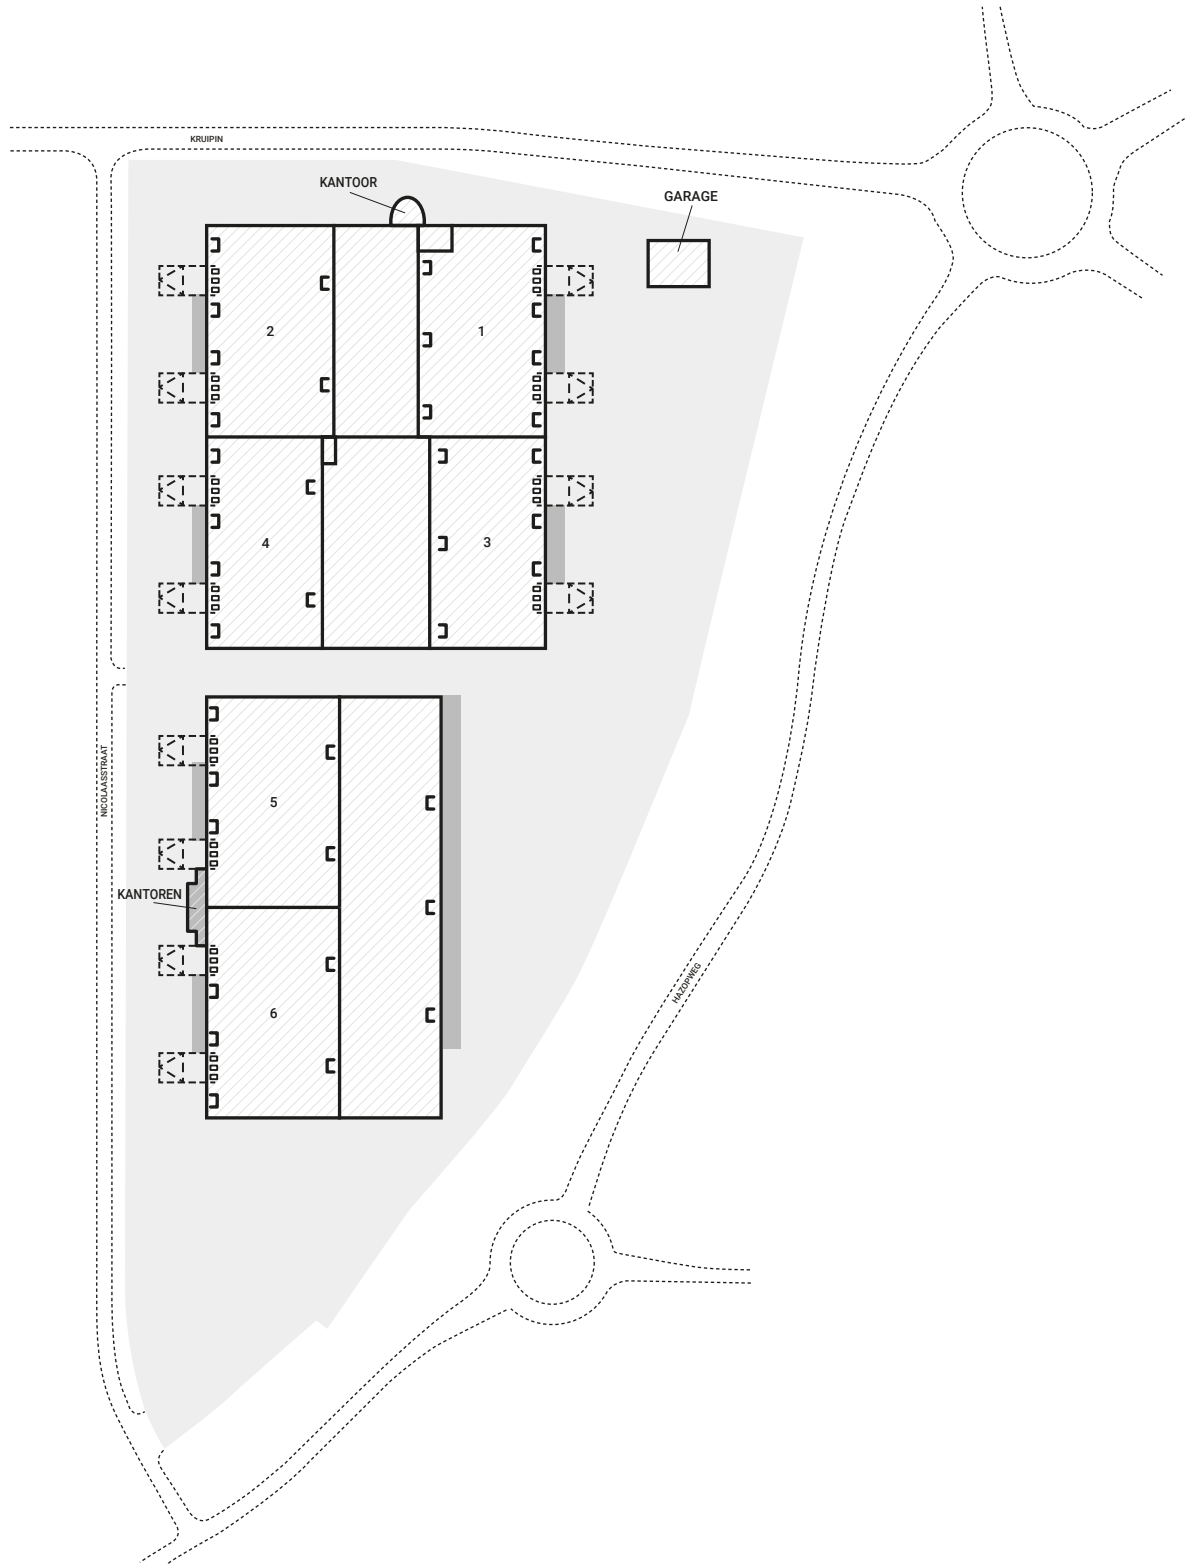 KRUIPIN
KANTOOR
GARAGE
2
1
4
3
NICOLAASSTRAAT
5
KANTOREN
HAZOPWEG
6